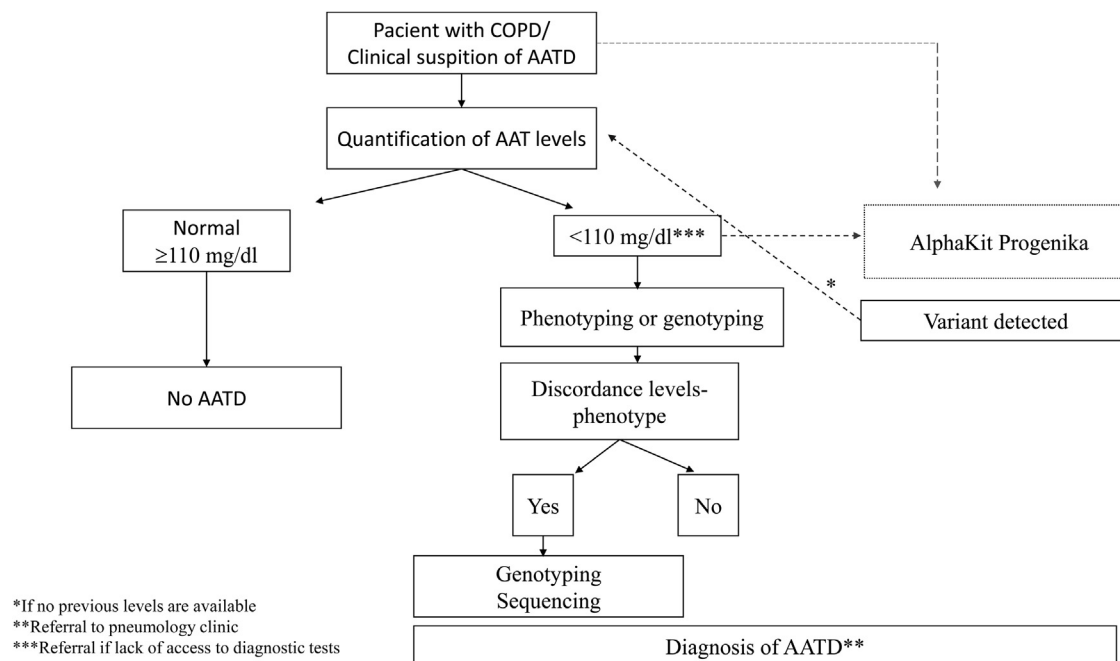 Pacient with COPD/
Clinical suspition of AATD
Quantification of AAT levels
Normal
≥110 mg/dl
<110 mg/dl***
AlphaKit Progenika
*
Variant detected
Phenotyping or genotyping
No AATD
Discordance levels-
phenotype
Yes
No
Genotyping
Sequencing
*If no previous levels are available
**Referral to pneumology clinic
***Referral if lack of access to diagnostic tests
Diagnosis of AATD**